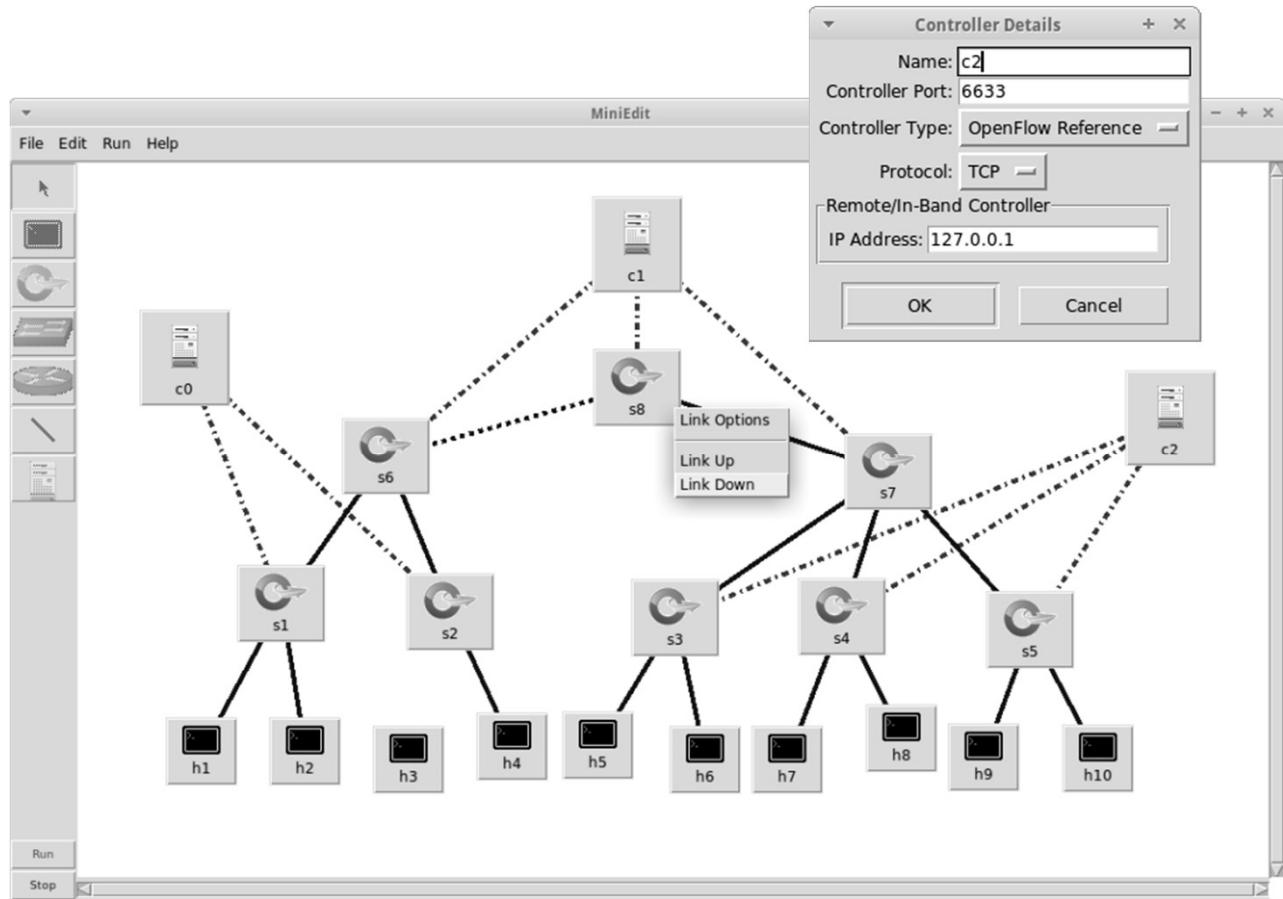 Controller Details
Name: c2
Controller Port: 6633
Controller Type: OpenFlow Reference
Protocol: TCP
Remote/In-Band Controller
IP Address: 127.0.0.1
OK Cancel
MiniEdit
File Edit Run Help
c1
c0
s8
Link Options
Link Up
Link Down
c2
s6
s7
s1
s2
s3
s4
s5
h1
h2
h3
h4
h5
h6
h7
h8
h9
h10
Run
Stop